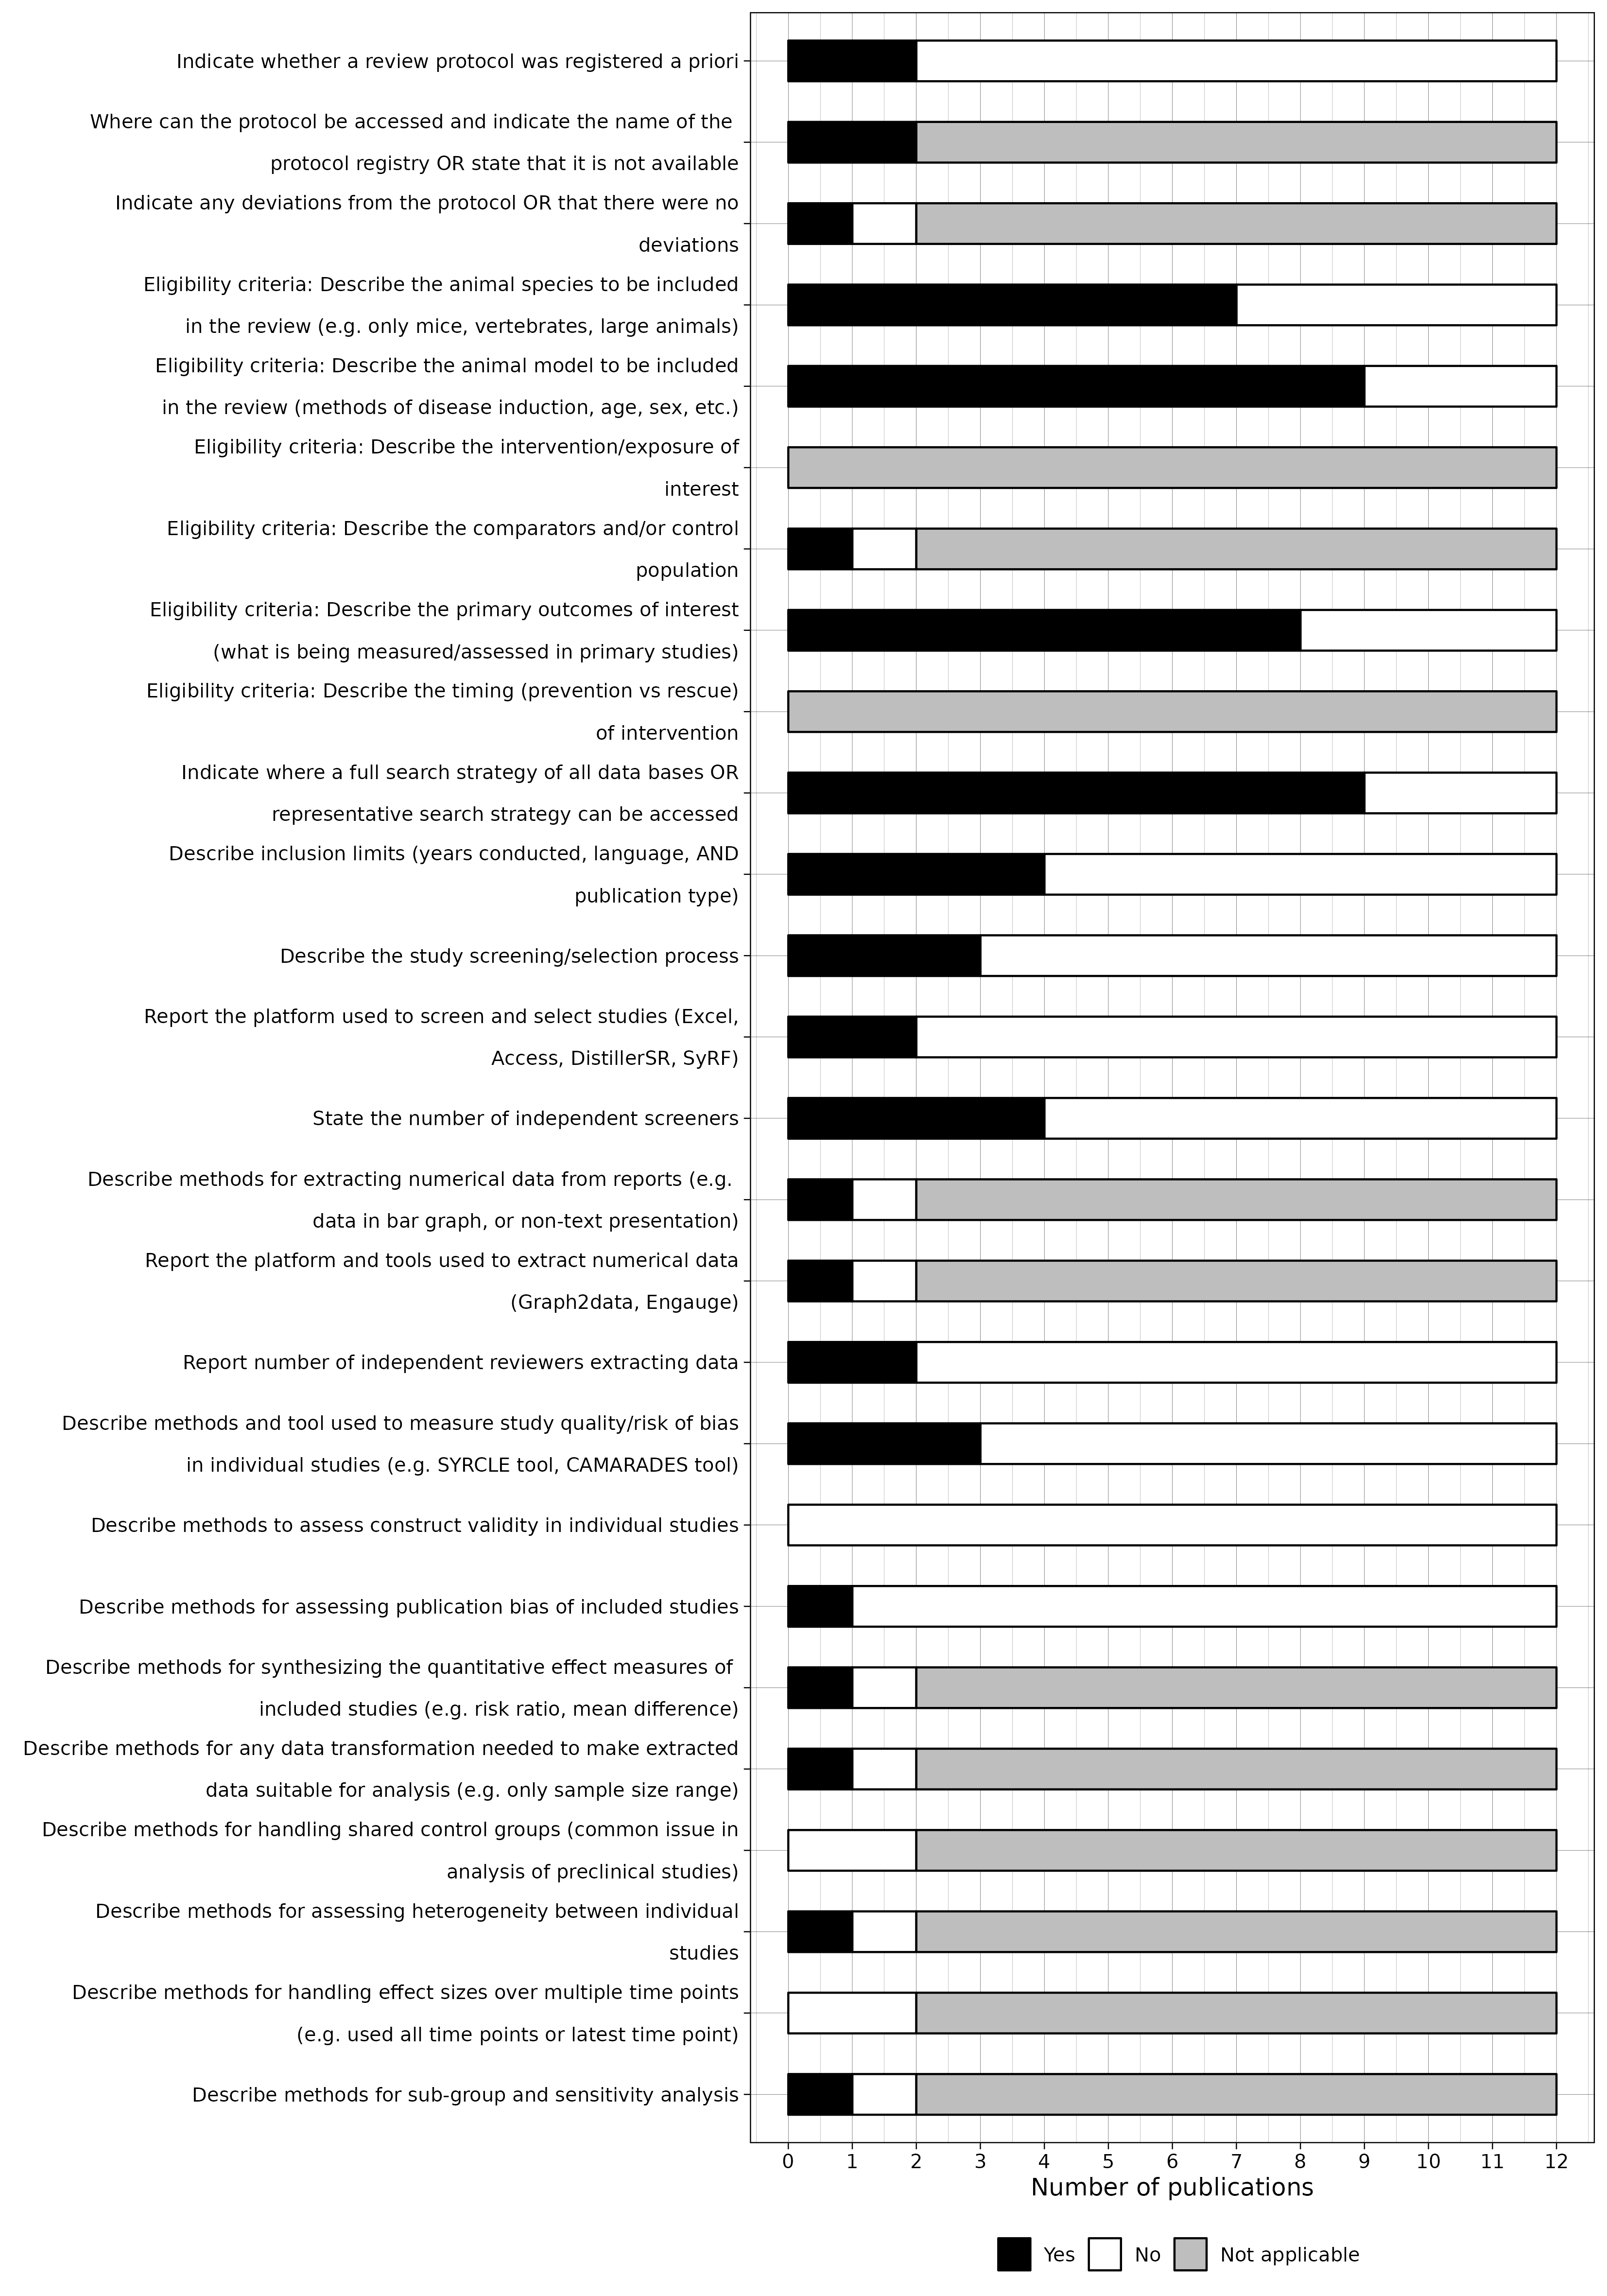 Indicate whether a review protocol was registered a priori
Where can the protocol be accessed and indicate the name of the
protocol registry OR state that it is not available
Indicate any deviations from the protocol OR that there were no
deviations
Eligibility criteria: Describe the animal species to be included
in the review (e.g. only mice, vertebrates, large animals)
Eligibility criteria: Describe the animal model to be included
in the review (methods of disease induction, age, sex, etc.)
Eligibility criteria: Describe the intervention/exposure of
interest
Eligibility criteria: Describe the comparators and/or control
population
Eligibility criteria: Describe the primary outcomes of interest
(what is being measured/assessed in primary studies)
Eligibility criteria: Describe the timing (prevention vs rescue)
of intervention
Indicate where a full search strategy of all data bases OR
representative search strategy can be accessed
Describe inclusion limits (years conducted, language, AND
publication type)
Describe the study screening/selection process
Report the platform used to screen and select studies (Excel,
Access, DistillerSR, SyRF)
State the number of independent screeners
Describe methods for extracting numerical data from reports (e.g.
data in bar graph, or non-text presentation)
Report the platform and tools used to extract numerical data
(Graph2data, Engauge)
Report number of independent reviewers extracting data
Describe methods and tool used to measure study quality/risk of bias
in individual studies (e.g. SYRCLE tool, CAMARADES tool)
Describe methods to assess construct validity in individual studies
Describe methods for assessing publication bias of included studies
Describe methods for synthesizing the quantitative effect measures of
included studies (e.g. risk ratio, mean difference)
Describe methods for any data transformation needed to make extracted
data suitable for analysis (e.g. only sample size range)
Describe methods for handling shared control groups (common issue in
analysis of preclinical studies)
Describe methods for assessing heterogeneity between individual
studies
Describe methods for handling effect sizes over multiple time points
(e.g. used all time points or latest time point)
Describe methods for sub-group and sensitivity analysis
0 1 2 3 4 5 6 7 8 9 10 11 12
Number of publications
Yes No Not applicable